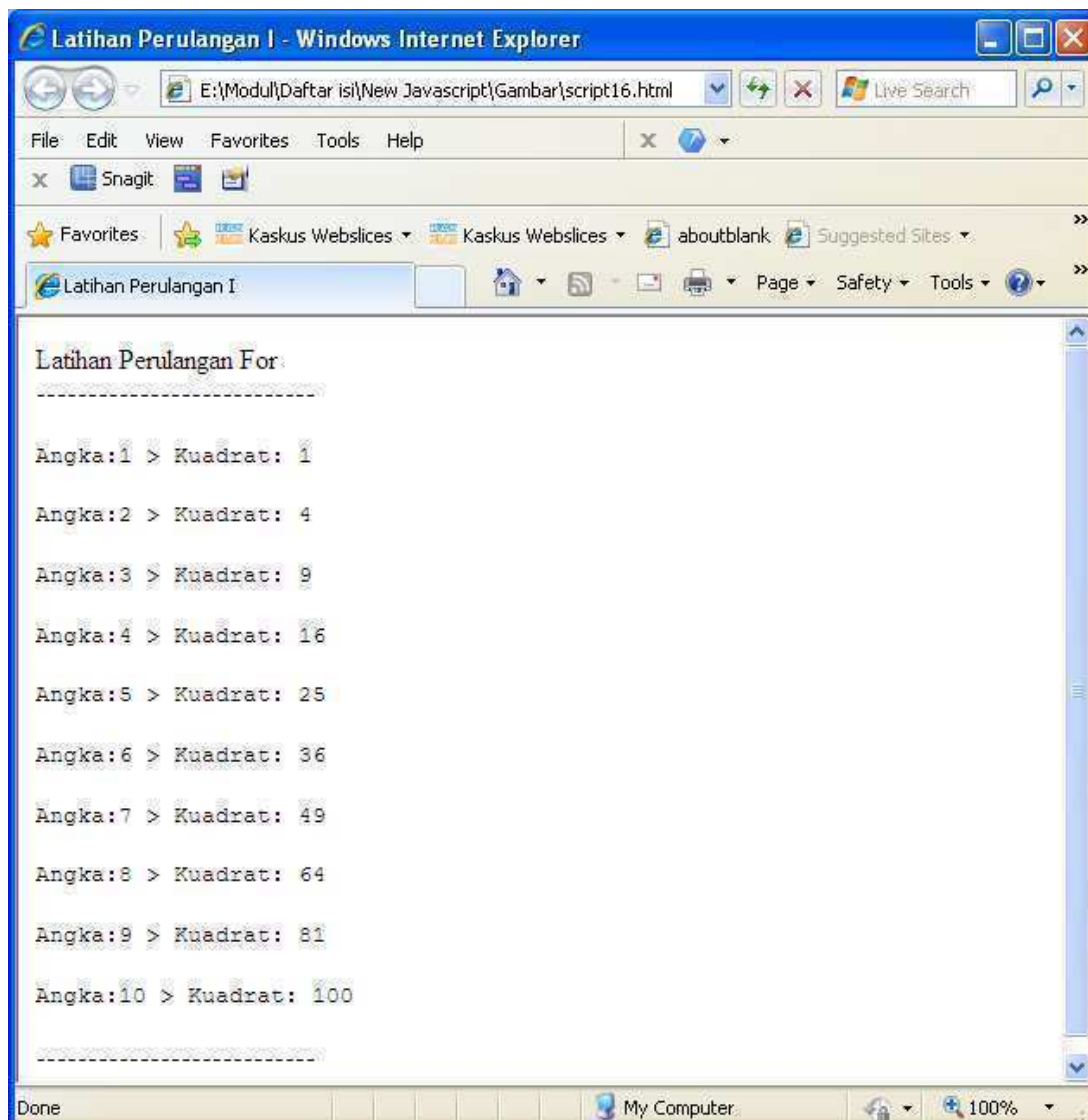 Latihan Perulangan I - Windows Internet Explorer
E:\Modul\Daftar isi\New Javascript\Gambar\script16.html
Live Search
File Edit View Favorites Tools Help
x
x Snagit
Favorites Kaskus Webslices Kaskus Webslices aboutblank Suggested Sites »
Latihan Perulangan I Page Safety Tools »
Latihan Perulangan For
---------------------------
Angka:1 > Kuadrat: 1
Angka:2 > Kuadrat: 4
Angka:3 > Kuadrat: 9
Angka:4 > Kuadrat: 16
Angka:5 > Kuadrat: 25
Angka:6 > Kuadrat: 36
Angka:7 > Kuadrat: 49
Angka:8 > Kuadrat: 64
Angka:9 > Kuadrat: 81
Angka:10 > Kuadrat: 100
---------------------------
Done My Computer 100%